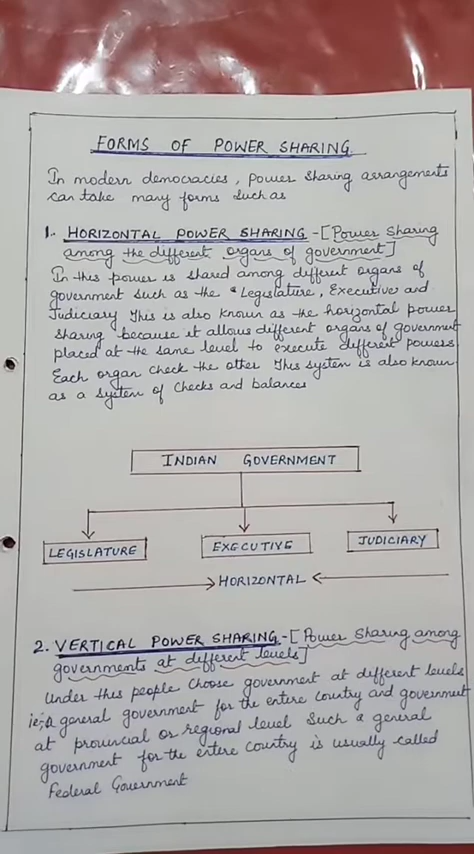 FORMS OF POWER SHARING
In modern democracies, power sharing arrangements
can take many forms such as
1. HORIZONTAL POWER SHARING - [Power sharing
among the different organs of government]
In this power is shared among different organs of
government such as the "Legislature, Executive and
Judiciary This is also known as the horizontal power
sharing because it allows different organs of government
placed at the same level to execute different powers.
Each organ check the other This system is also known
as a system of checks and balances
INDIAN GOVERNMENT
LEGISLATURE EXECUTIVE JUDICIARY
HORIZONTAL
2. VERTICAL POWER SHARING - [Power sharing among
governments at different levels]
Under this people choose government at different levels
ie; a general government for the entire country and government
at provincial or regional level Such a general
government for the entire country is usually called
Federal Government